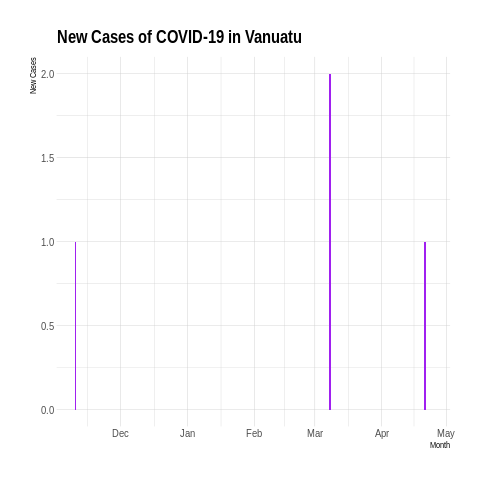 New Cases of COVID-19 in Vanuatu
New Cases
2.0
1.5
1.0
0.5
0.0
Dec Jan Feb Mar Apr May
Month